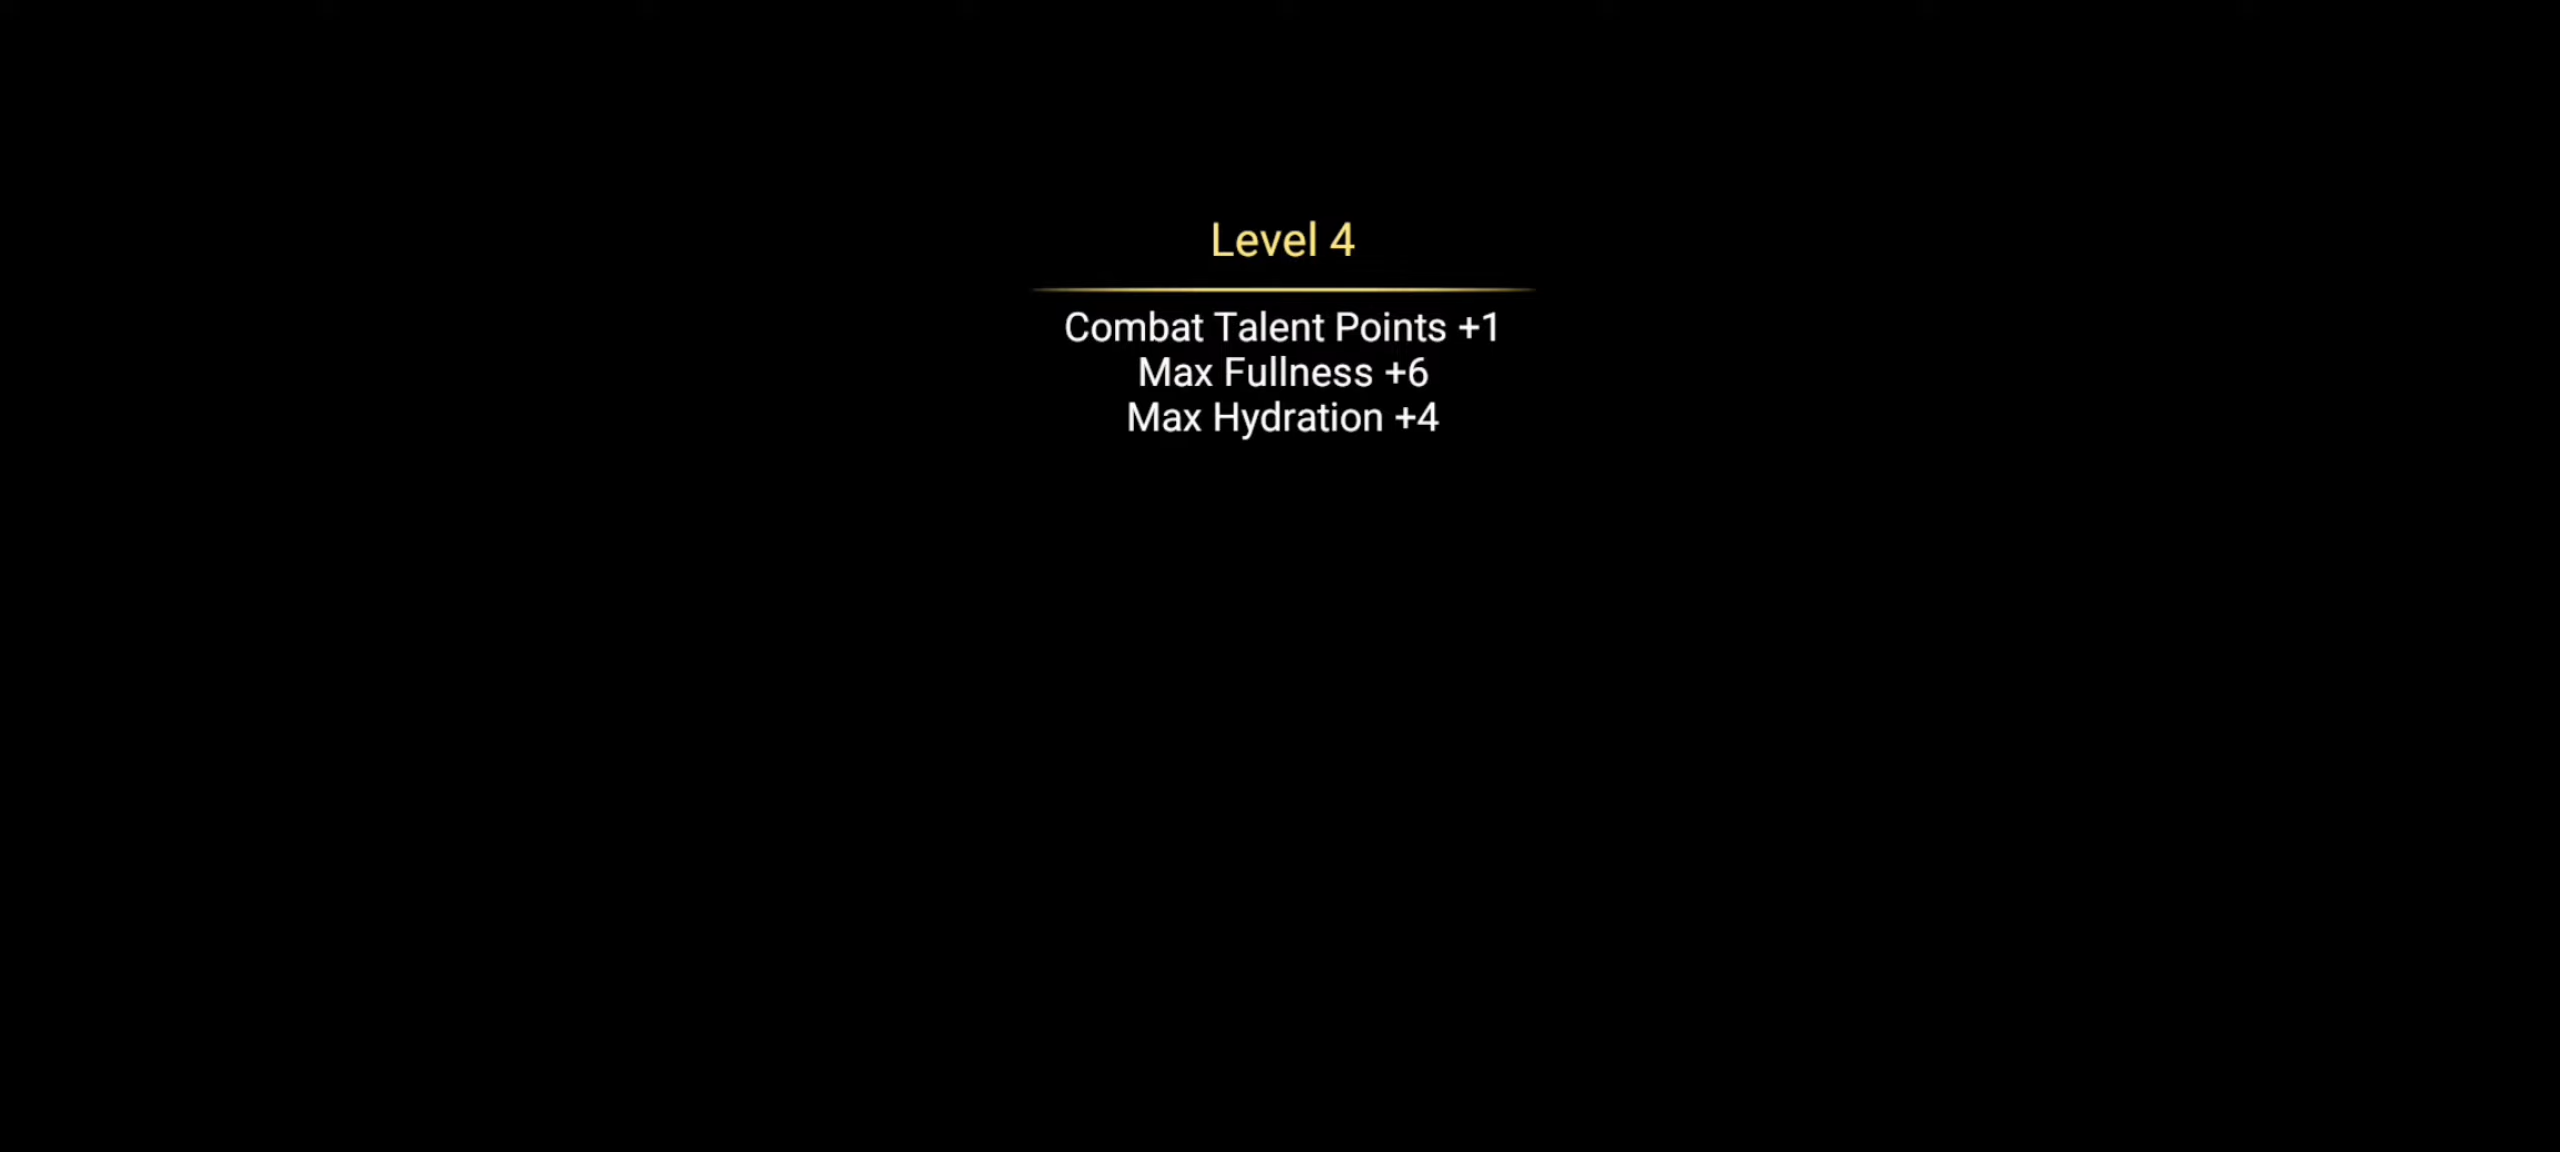 Level 4
Combat Talent Points +1
Max Fullness +6
Max Hydration +4